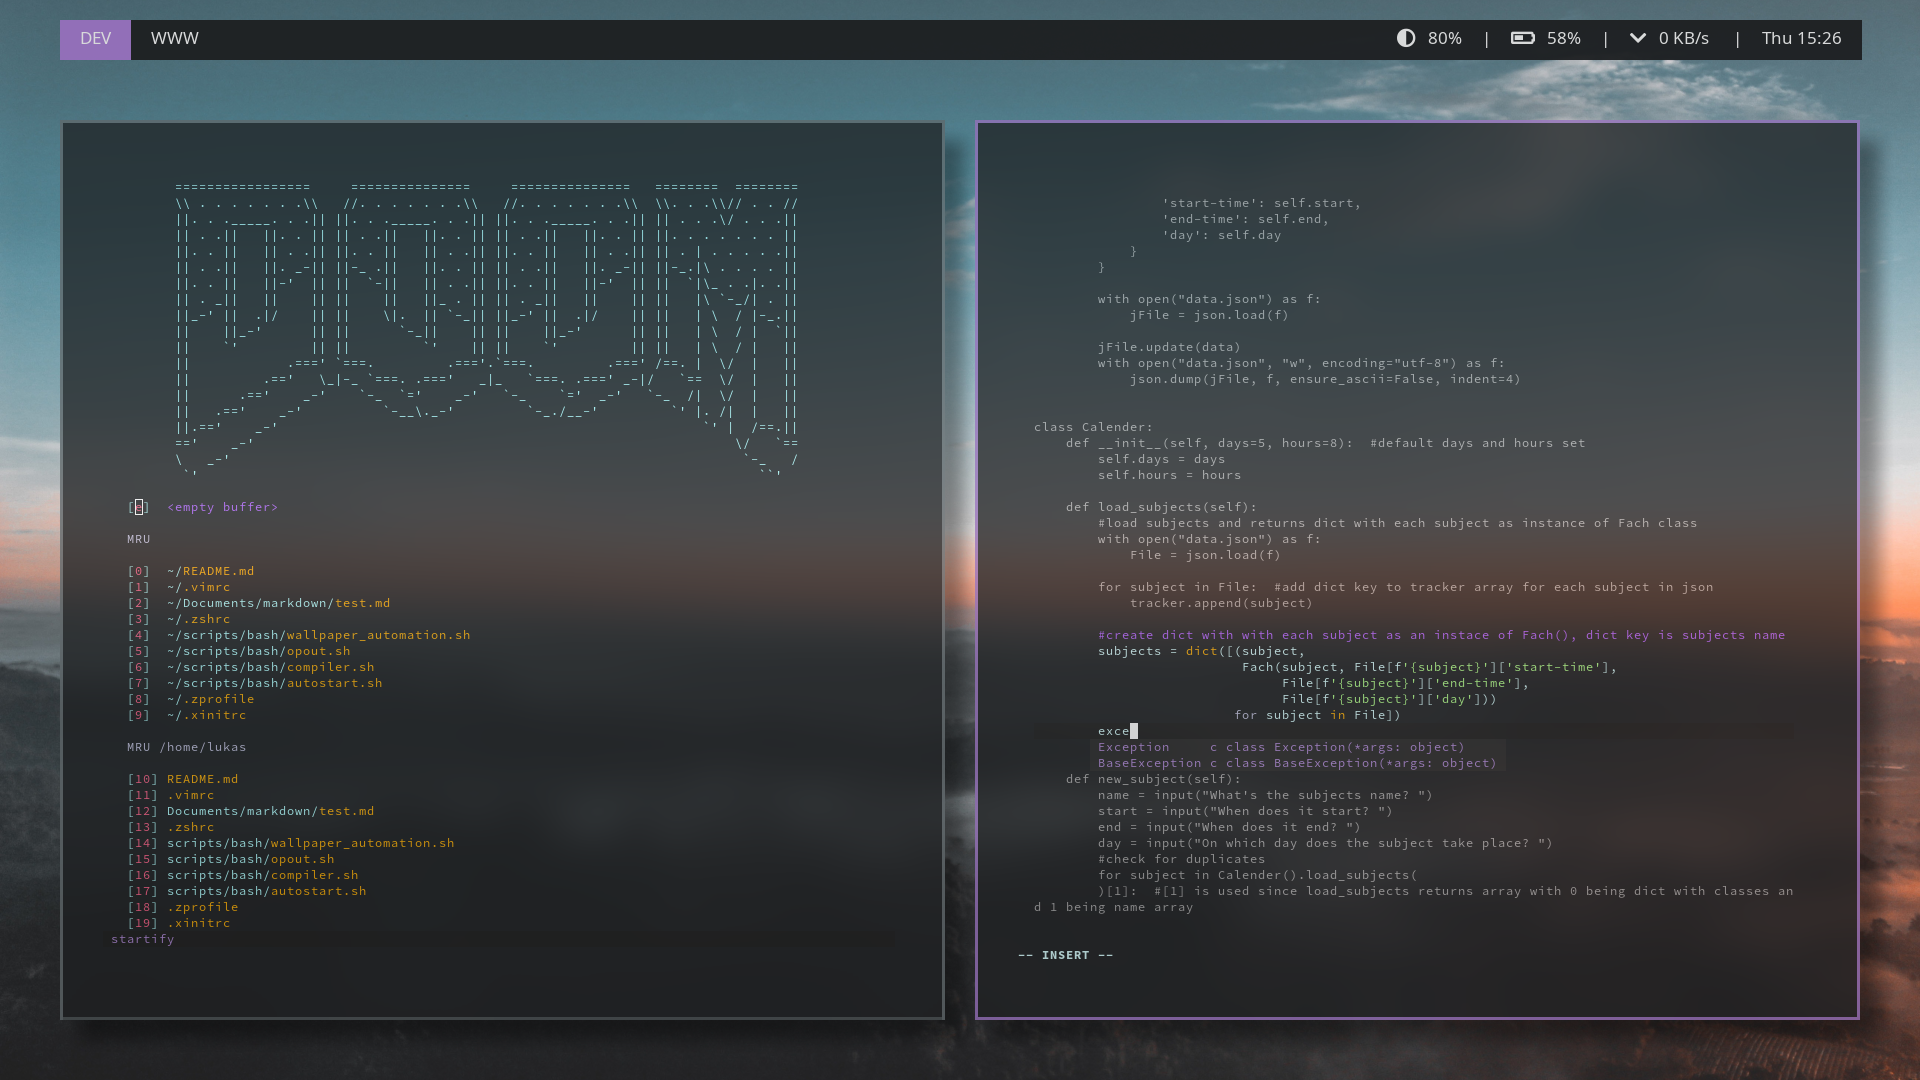 DEV WWW 80% | 58% | 0 KB/s | Thu 15:26
[e] <empty buffer>
MRU
[0] ~/README.md
[1] ~/.vimrc
[2] ~/Documents/markdown/test.md
[3] ~/.zshrc
[4] ~/scripts/bash/wallpaper_automation.sh
[5] ~/scripts/bash/opout.sh
[6] ~/scripts/bash/compiler.sh
[7] ~/scripts/bash/autostart.sh
[8] ~/.zprofile
[9] ~/.xinitrc
MRU /home/lukas
[10] README.md
[11] .vimrc
[12] Documents/markdown/test.md
[13] .zshrc
[14] scripts/bash/wallpaper_automation.sh
[15] scripts/bash/opout.sh
[16] scripts/bash/compiler.sh
[17] scripts/bash/autostart.sh
[18] .zprofile
[19] .xinitrc
startify
'start-time': self.start,
'end-time': self.end,
'day': self.day
}
}
with open("data.json") as f:
jFile = json.load(f)
jFile.update(data)
with open("data.json", "w", encoding="utf-8") as f:
json.dump(jFile, f, ensure_ascii=False, indent=4)
class Calender:
def __init__(self, days=5, hours=8):  #default days and hours set
self.days = days
self.hours = hours
def load_subjects(self):
#load subjects and returns dict with each subject as instance of Fach class
with open("data.json") as f:
File = json.load(f)
for subject in File:  #add dict key to tracker array for each subject in json
tracker.append(subject)
#create dict with with each subject as an instace of Fach(), dict key is subjects name
subjects = dict([(subject,
Fach(subject, File[f'{subject}']['start-time'],
File[f'{subject}']['end-time'],
File[f'{subject}']['day']))
for subject in File])
exce
Exception     c class Exception(*args: object)
BaseException c class BaseException(*args: object)
def new_subject(self):
name = input("What's the subjects name? ")
start = input("When does it start? ")
end = input("When does it end? ")
day = input("On which day does the subject take place? ")
#check for duplicates
for subject in Calender().load_subjects(
)[1]:  #[1] is used since load_subjects returns array with 0 being dict with classes an
d 1 being name array
-- INSERT --